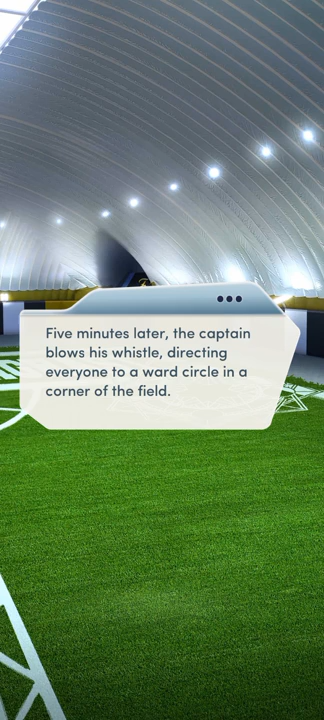 Five minutes later, the captain
blows his whistle, directing
everyone to a ward circle in a
corner of the field.